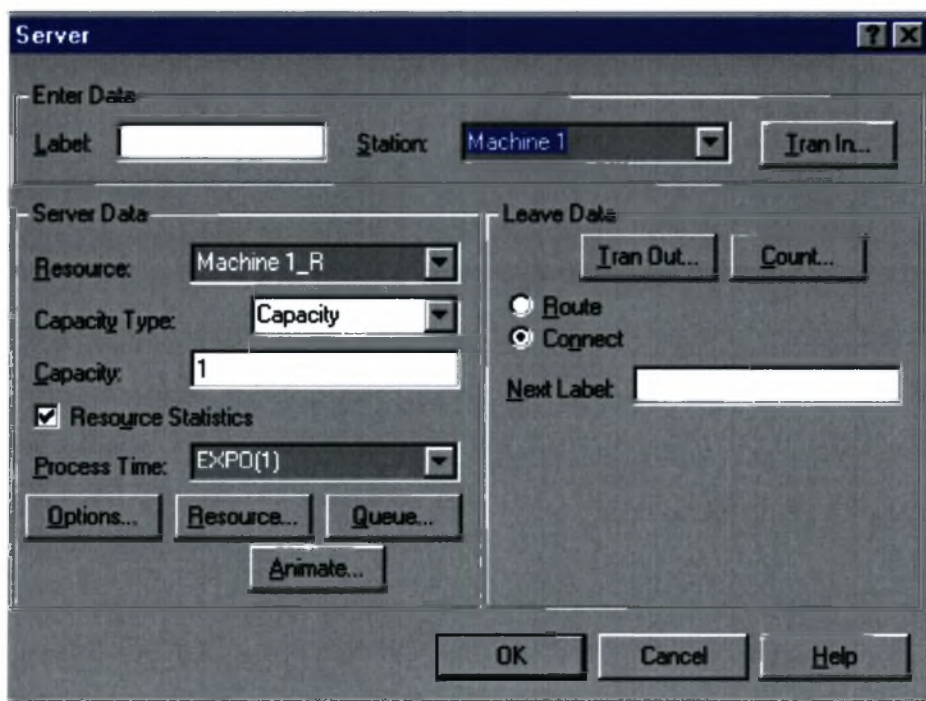 Server
Enter Data
Label: Station: Machine 1 Tran In...
Server Data
Resource: Machine 1_R
Capacity Type: Capacity
Capacity: 1
Resource Statistics
Process Time: EXPO(1)
Options... Resource... Queue...
Animate...
Leave Data
Tran Out... Count...
Route
Connect
Next Label:
OK Cancel Help